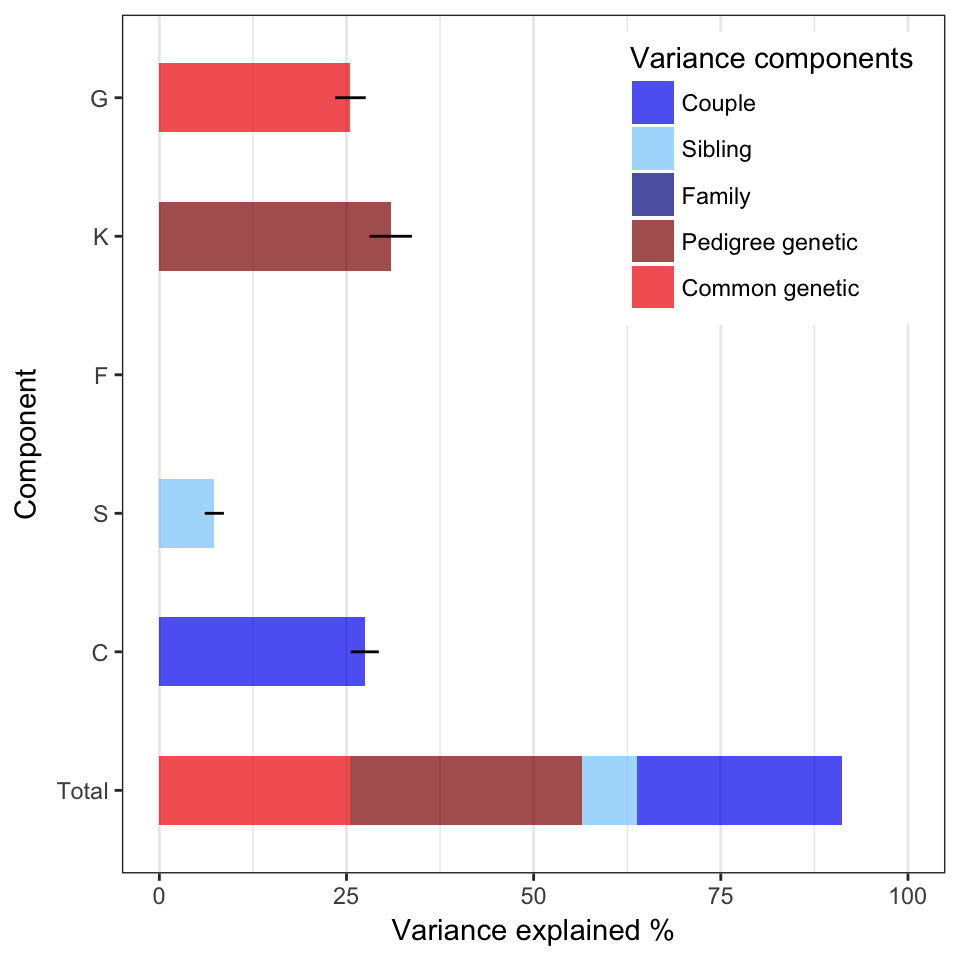 Variance components
Couple
Sibling
Family
Pedigree genetic
Common genetic
Component
G
K
F
S
C
Total
0 25 50 75 100
Variance explained %